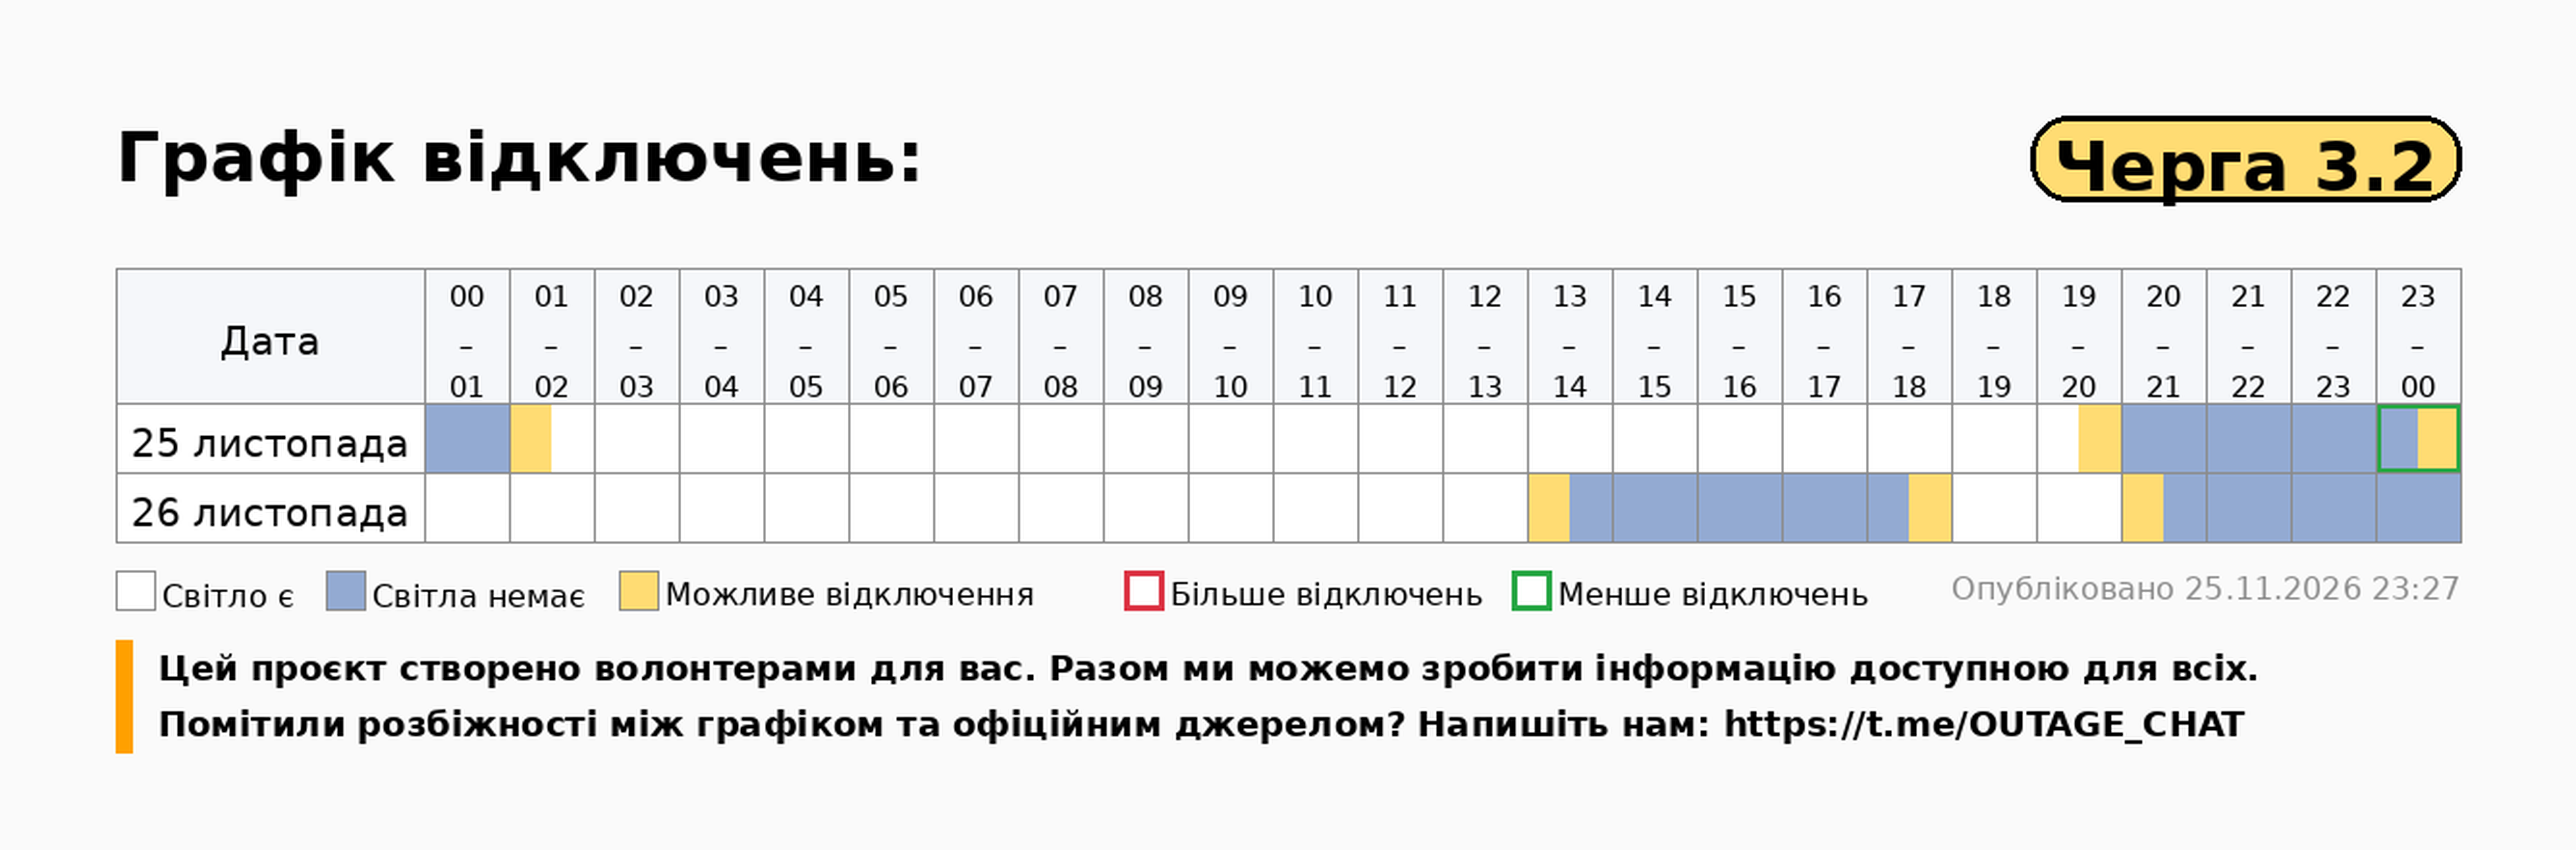 Графік відключень:
Черга 3.2
Дата
00 – 01
01 – 02
02 – 03
03 – 04
04 – 05
05 – 06
06 – 07
07 – 08
08 – 09
09 – 10
10 – 11
11 – 12
12 – 13
13 – 14
14 – 15
15 – 16
16 – 17
17 – 18
18 – 19
19 – 20
20 – 21
21 – 22
22 – 23
23 – 00
25 листопада
26 листопада
Світло є
Світла немає
Можливе відключення
Більше відключень
Менше відключень
Опубліковано 25.11.2026 23:27
Цей проєкт створено волонтерами для вас. Разом ми можемо зробити інформацію доступною для всіх.
Помітили розбіжності між графіком та офіційним джерелом? Напишіть нам: https://t.me/OUTAGE_CHAT